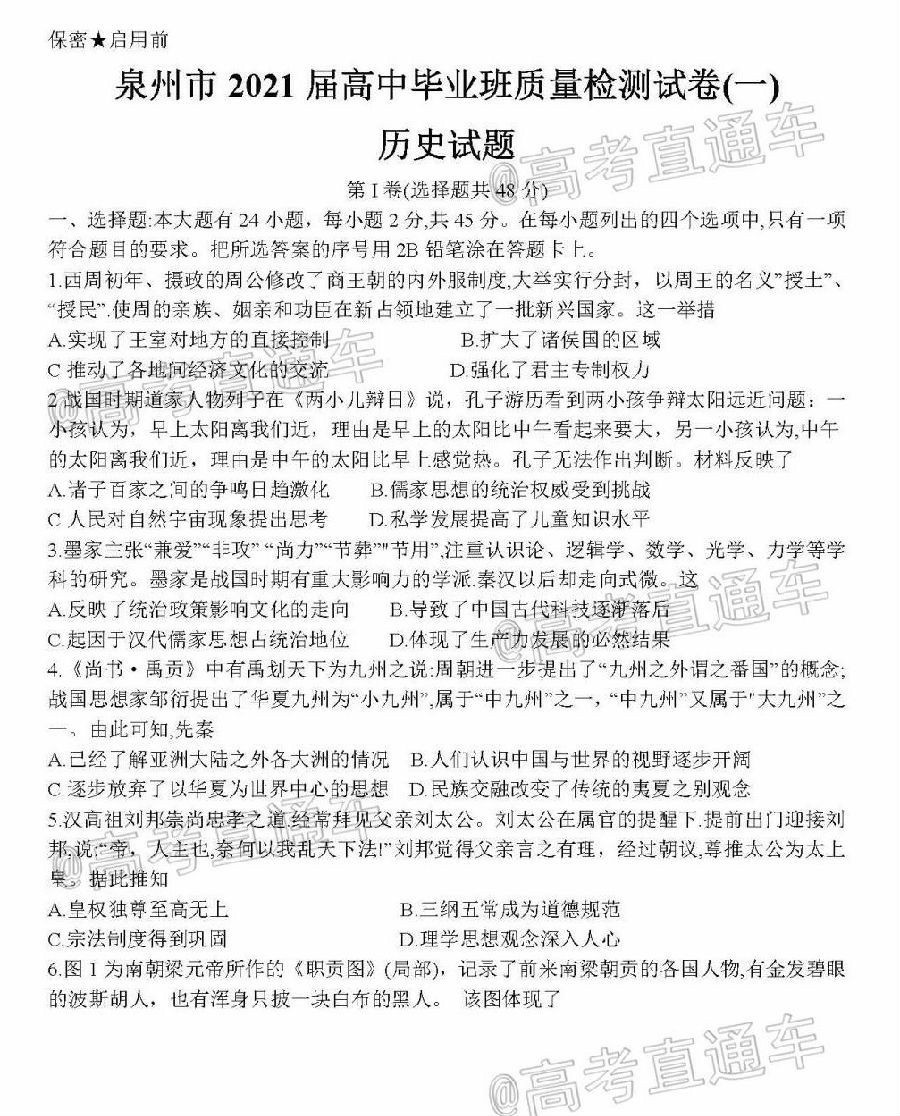 保密★启用前
泉州市 2021 届高中毕业班质量检测试卷(一)
历史试题
@高考直通车
第 I 卷(选择题共 48 分)
一、选择题:本大题有 24 小题，每小题 2 分,共 45 分。在每小题列出的四个选项中,只有一项
符合题目的要求。把所选答案的序号用 2B 铅笔涂在答题卡上。
1.西周初年、摄政的周公修改了商王朝的内外服制度,大举实行分封，以周王的名义"授土"、
“授民”.使周的亲族、姻亲和功臣在新占领地建立了一批新兴国家。这一举措
A.实现了王室对地方的直接控制 B.扩大了诸侯国的区域
C 推动了各地间经济文化的交流 D.强化了君主专制权力
@高考直通车
2 战国时期道家人物列子在《两小儿辩日》说，孔子游历看到两小孩争辩太阳远近问题：一
小孩认为，早上太阳离我们近，理由是早上的太阳比中午看起来要大，另一小孩认为,中午
的太阳离我们近，理由是中午的太阳比早上感觉热。孔子无法作出判断。材料反映了
A.诸子百家之间的争鸣日趋激化 B.儒家思想的统治权威受到挑战
C 人民对自然宇宙现象提出思考 D.私学发展提高了儿童知识水平
3.墨家主张“兼爱”“非攻” “尚力”“节葬”"节用”,注重认识论、逻辑学、数学、光学、力学等学
科的研究。墨家是战国时期有重大影响力的学派.秦汉以后却走向式微。这
A.反映了统治政策影响文化的走向 B.导致了中国古代科技逐渐落后
C.起因于汉代儒家思想占统治地位 D.体现了生产力发展的必然结果
@高考直通车
4.《尚书·禹贡》中有禹划天下为九州之说:周朝进一步提出了“九州之外谓之番国”的概念;
战国思想家邹衍提出了华夏九州为“小九州”,属于“中九州”之一，“中九州”又属于"大九州”之
一、由此可知,先秦
A.己经了解亚洲大陆之外各大洲的情况 B.人们认识中国与世界的视野逐步开阔
C 逐步放弃了以华夏为世界中心的思想 D.民族交融改变了传统的夷夏之别观念
5.汉高祖刘邦崇尚忠孝之道,经常拜见父亲刘太公。刘太公在属官的提醒下.提前出门迎接刘
邦,说:“帝，人主也,奈何以我乱天下法!”刘邦觉得父亲言之有理，经过朝议,尊推太公为太上
皇。据此推知
@高考直通车
A.皇权独尊至高无上 B.三纲五常成为道德规范
C.宗法制度得到巩固 D.理学思想观念深入人心
6.图 1 为南朝梁元帝所作的《职贡图》(局部)，记录了前来南梁朝贡的各国人物,有金发碧眼
的波斯胡人，也有浑身只披一块白布的黑人。 该图体现了
@高考直通车